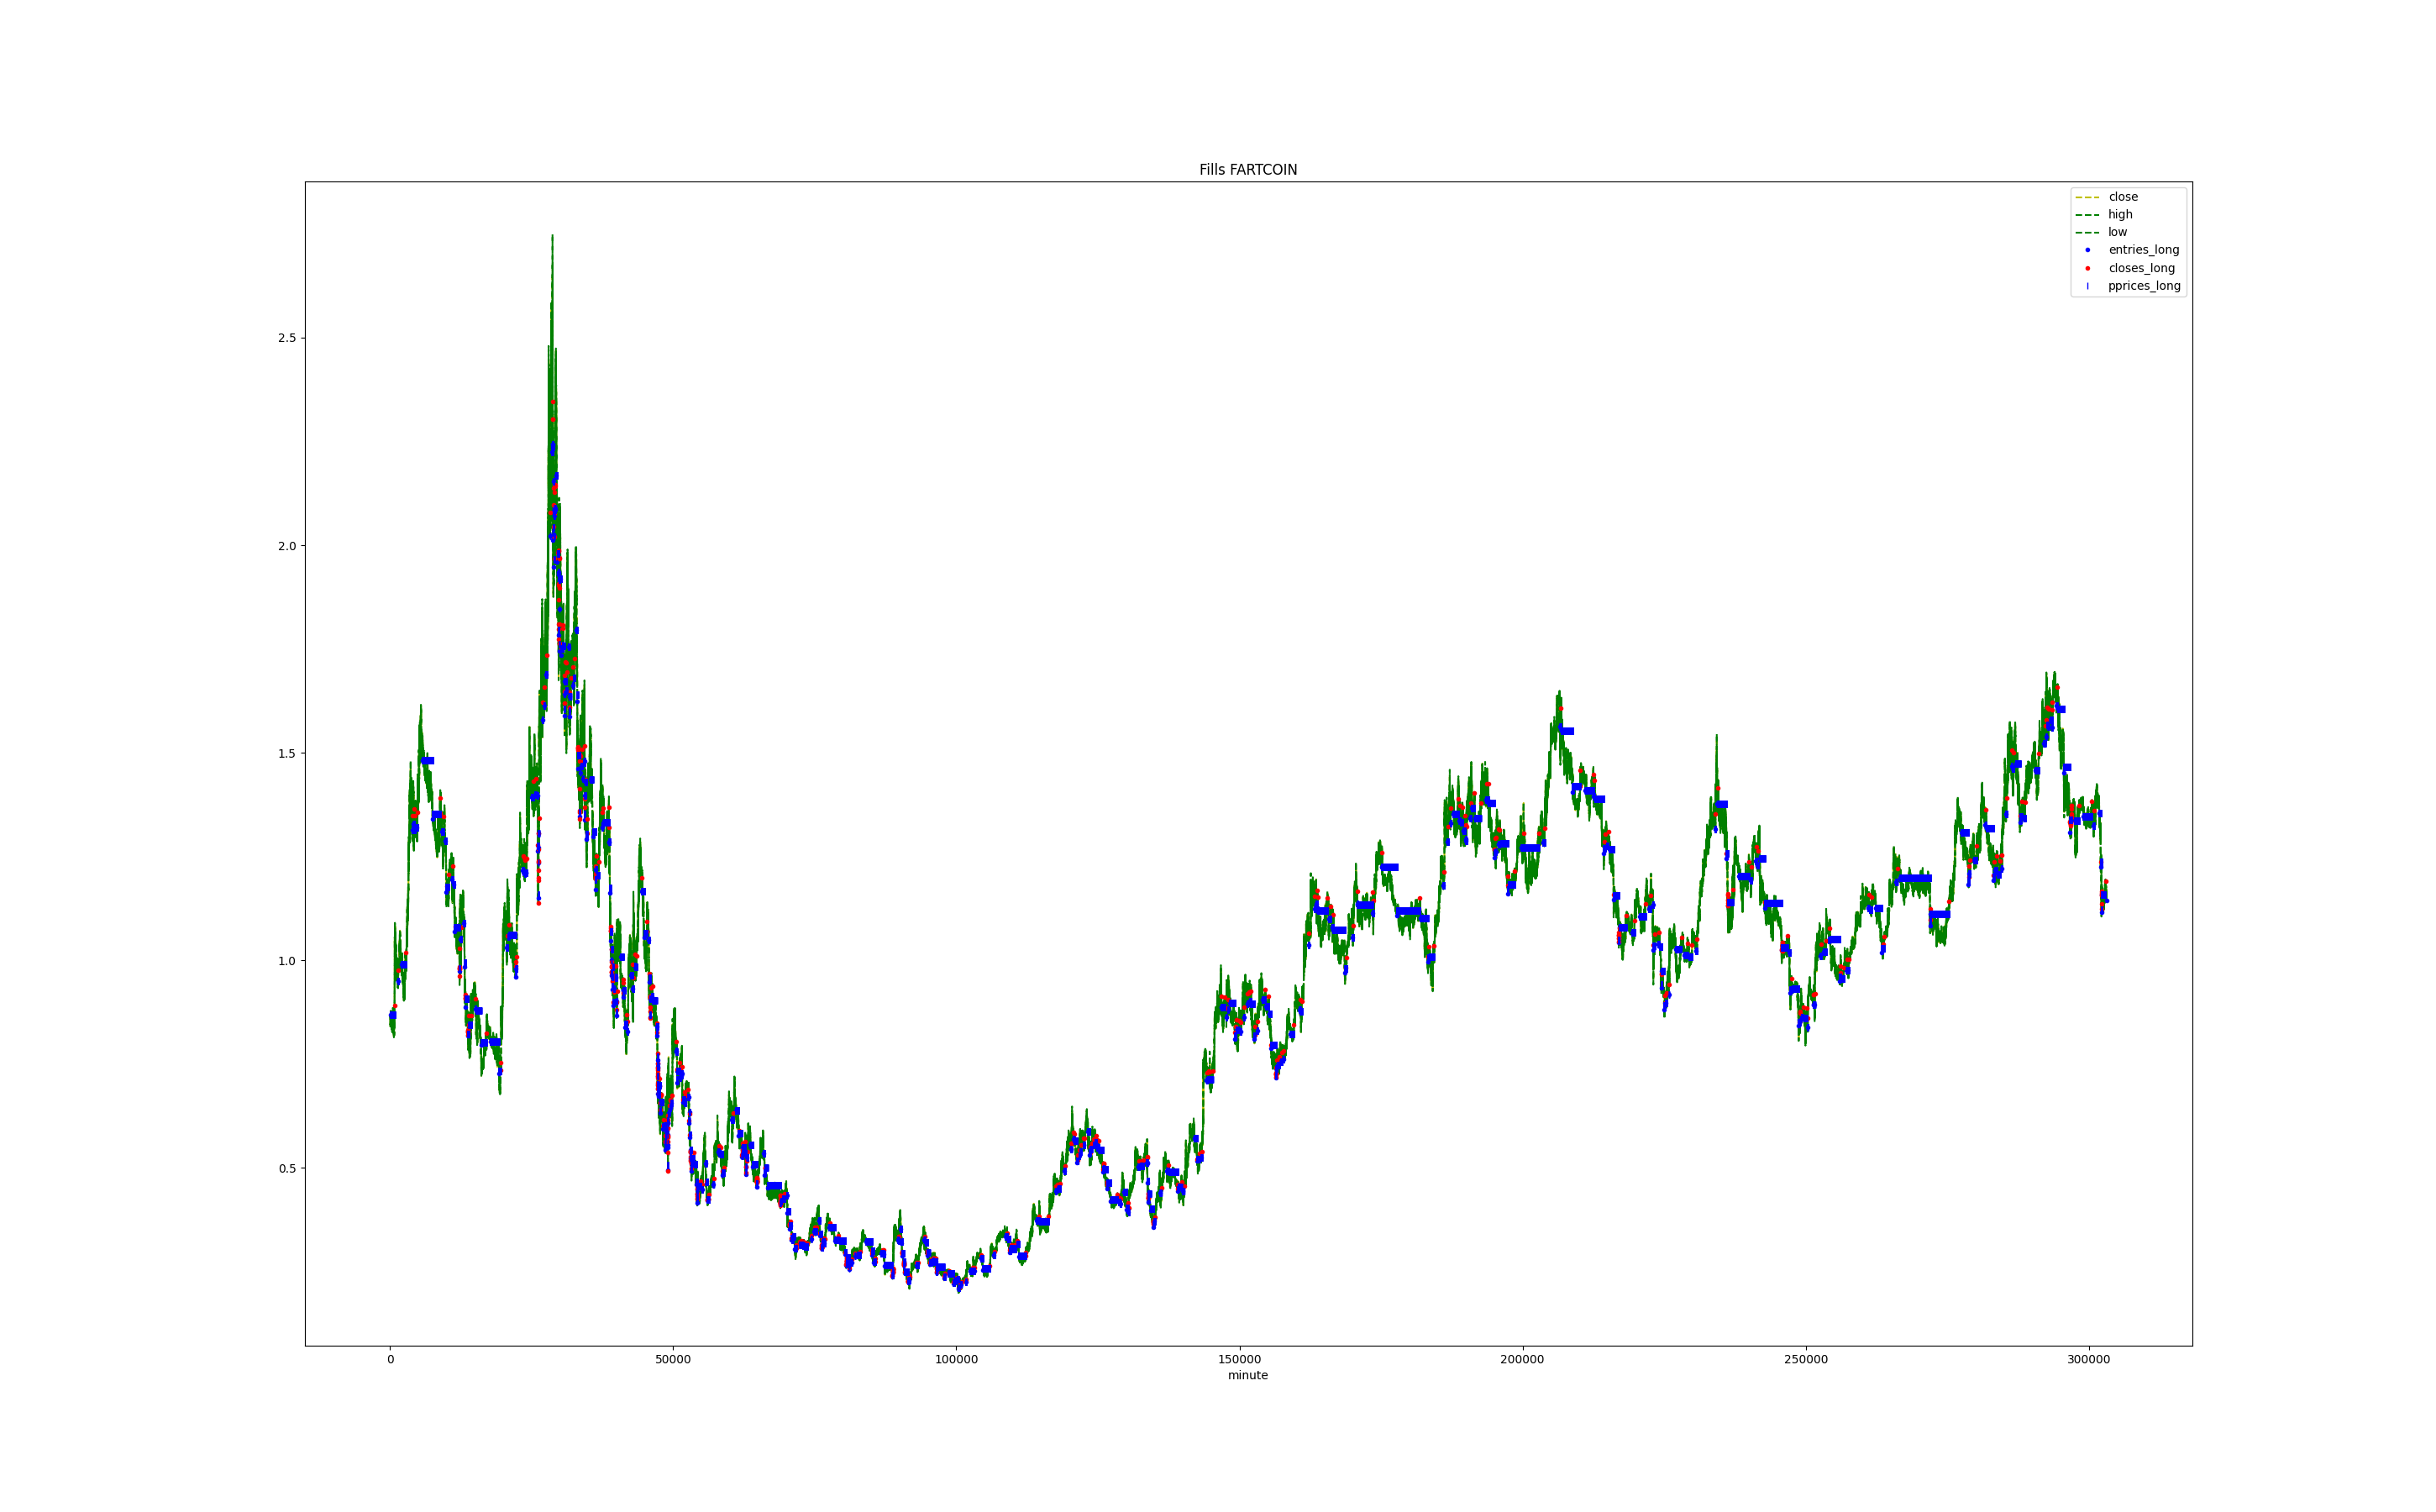 Fills FARTCOIN
close
high
low
entries_long
closes_long
pprices_long
2.5
2.0
1.5
1.0
0.5
0 50000 100000 150000 200000 250000 300000
minute